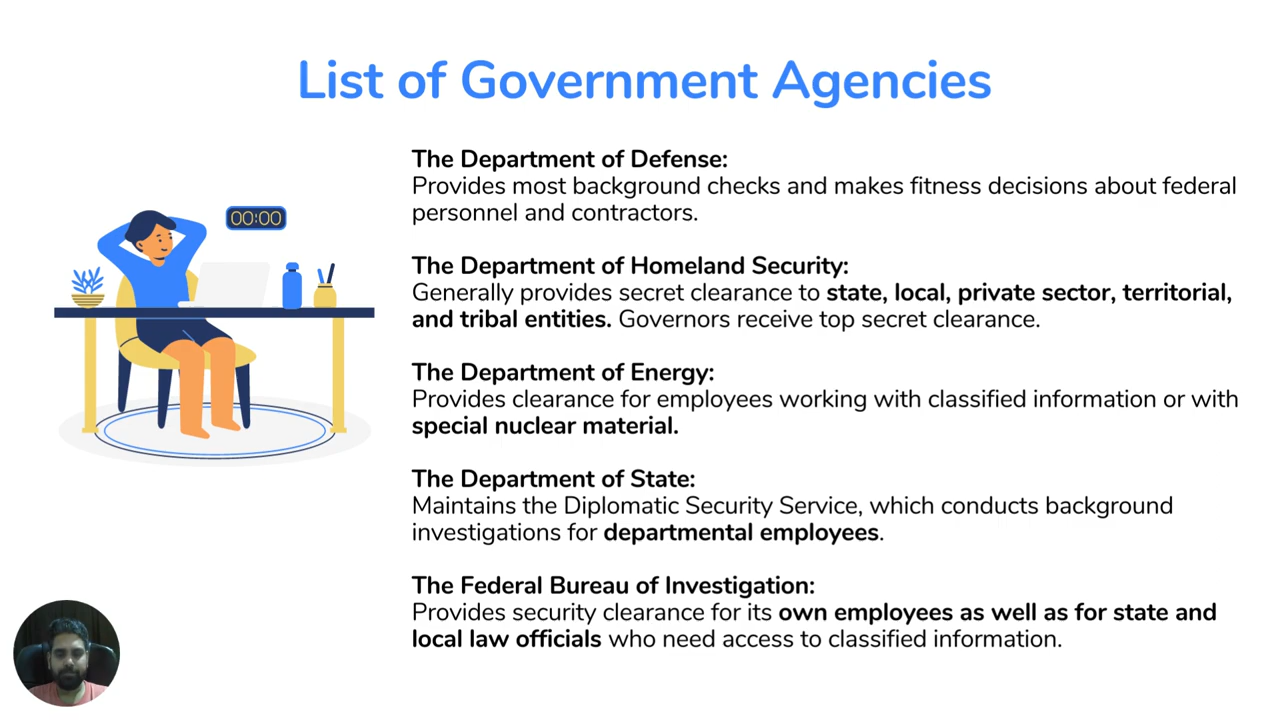 List of Government Agencies
00:00
The Department of Defense:
Provides most background checks and makes fitness decisions about federal
personnel and contractors.
The Department of Homeland Security:
Generally provides secret clearance to state, local, private sector, territorial,
and tribal entities. Governors receive top secret clearance.
The Department of Energy:
Provides clearance for employees working with classified information or with
special nuclear material.
The Department of State:
Maintains the Diplomatic Security Service, which conducts background
investigations for departmental employees.
The Federal Bureau of Investigation:
Provides security clearance for its own employees as well as for state and
local law officials who need access to classified information.